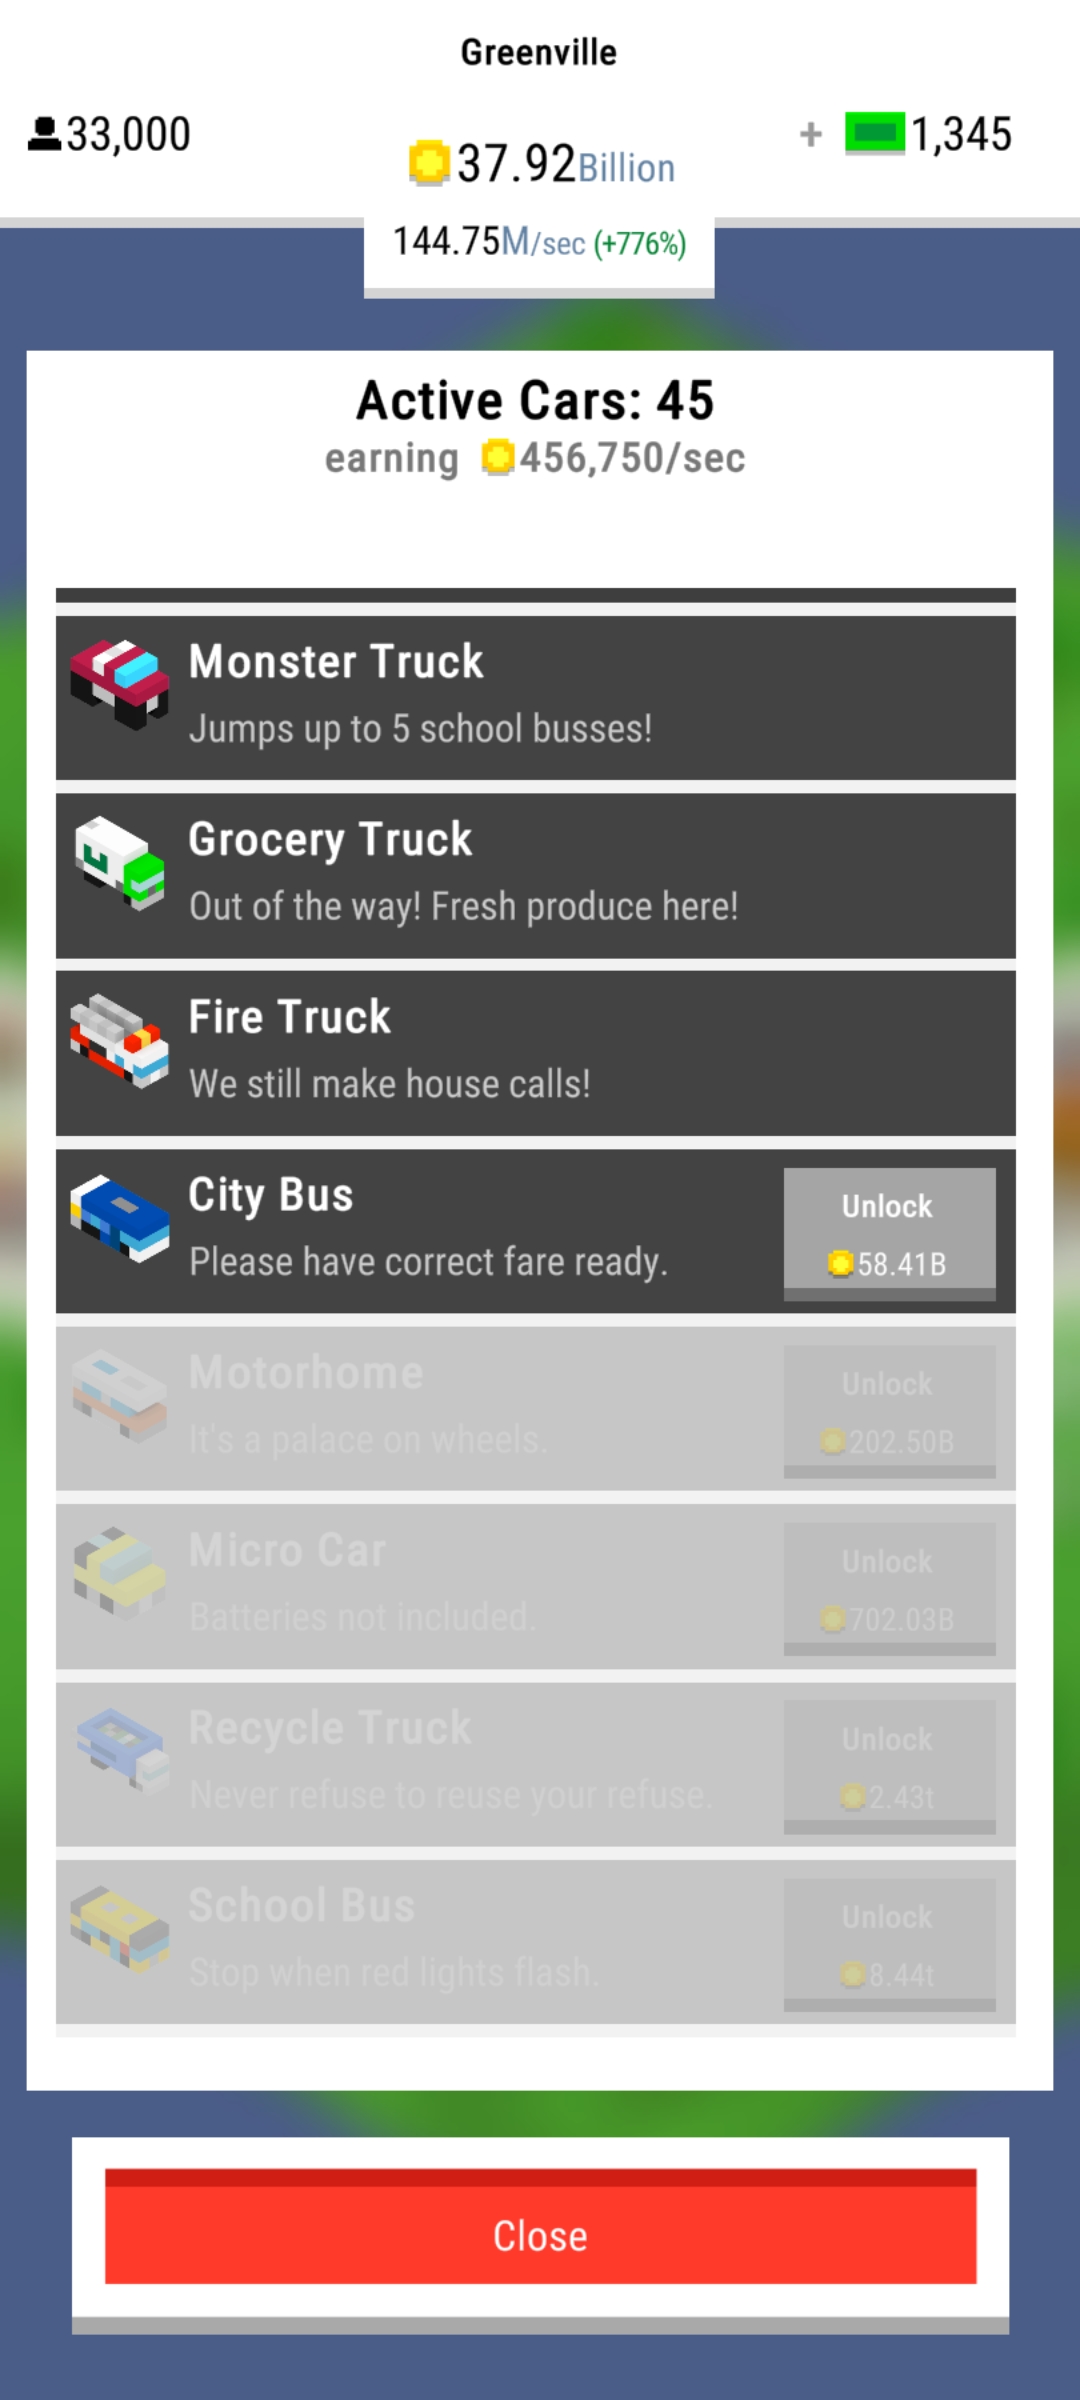 Greenville
33,000
37.92Billion
+ 1,345
144.75M/sec (+776%)
Active Cars: 45
earning 456,750/sec
Monster Truck
Jumps up to 5 school busses!
Grocery Truck
Out of the way! Fresh produce here!
Fire Truck
We still make house calls!
City Bus
Please have correct fare ready.
Unlock
58.41B
Motorhome
It's a palace on wheels.
Unlock
202.50B
Micro Car
Batteries not included.
Unlock
702.03B
Recycle Truck
Never refuse to reuse your refuse.
Unlock
2.43t
School Bus
Stop when red lights flash.
Unlock
8.44t
Close